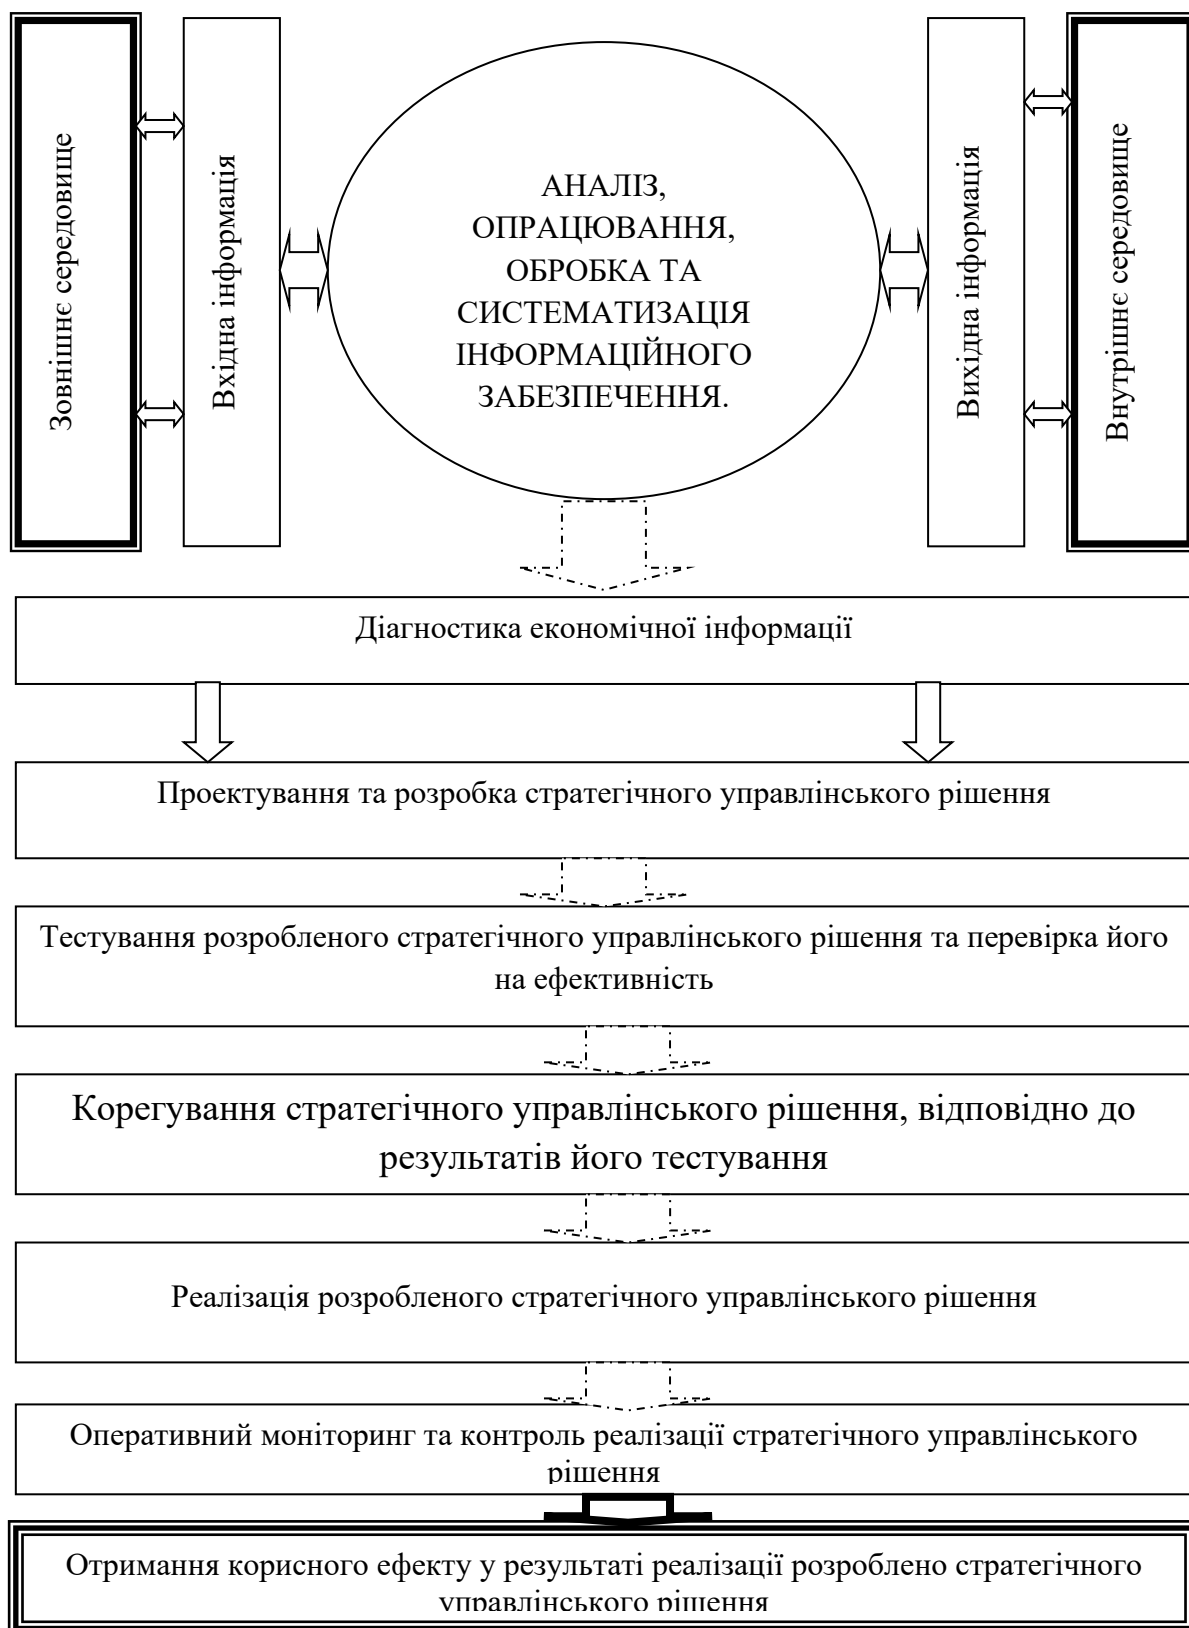 Зовнішнє середовище
Вхідна інформація
АНАЛІЗ,
ОПРАЦЮВАННЯ,
ОБРОБКА ТА
СИСТЕМАТИЗАЦІЯ
ІНФОРМАЦІЙНОГО
ЗАБЕЗПЕЧЕННЯ.
Вихідна інформація
Внутрішнє середовище
Діагностика економічної інформації
Проектування та розробка стратегічного управлінського рішення
Тестування розробленого стратегічного управлінського рішення та перевірка його
на ефективність
Корегування стратегічного управлінського рішення, відповідно до
результатів його тестування
Реалізація розробленого стратегічного управлінського рішення
Оперативний моніторинг та контроль реалізації стратегічного управлінського
рішення
Отримання корисного ефекту у результаті реалізації розроблено стратегічного
управлінського рішення